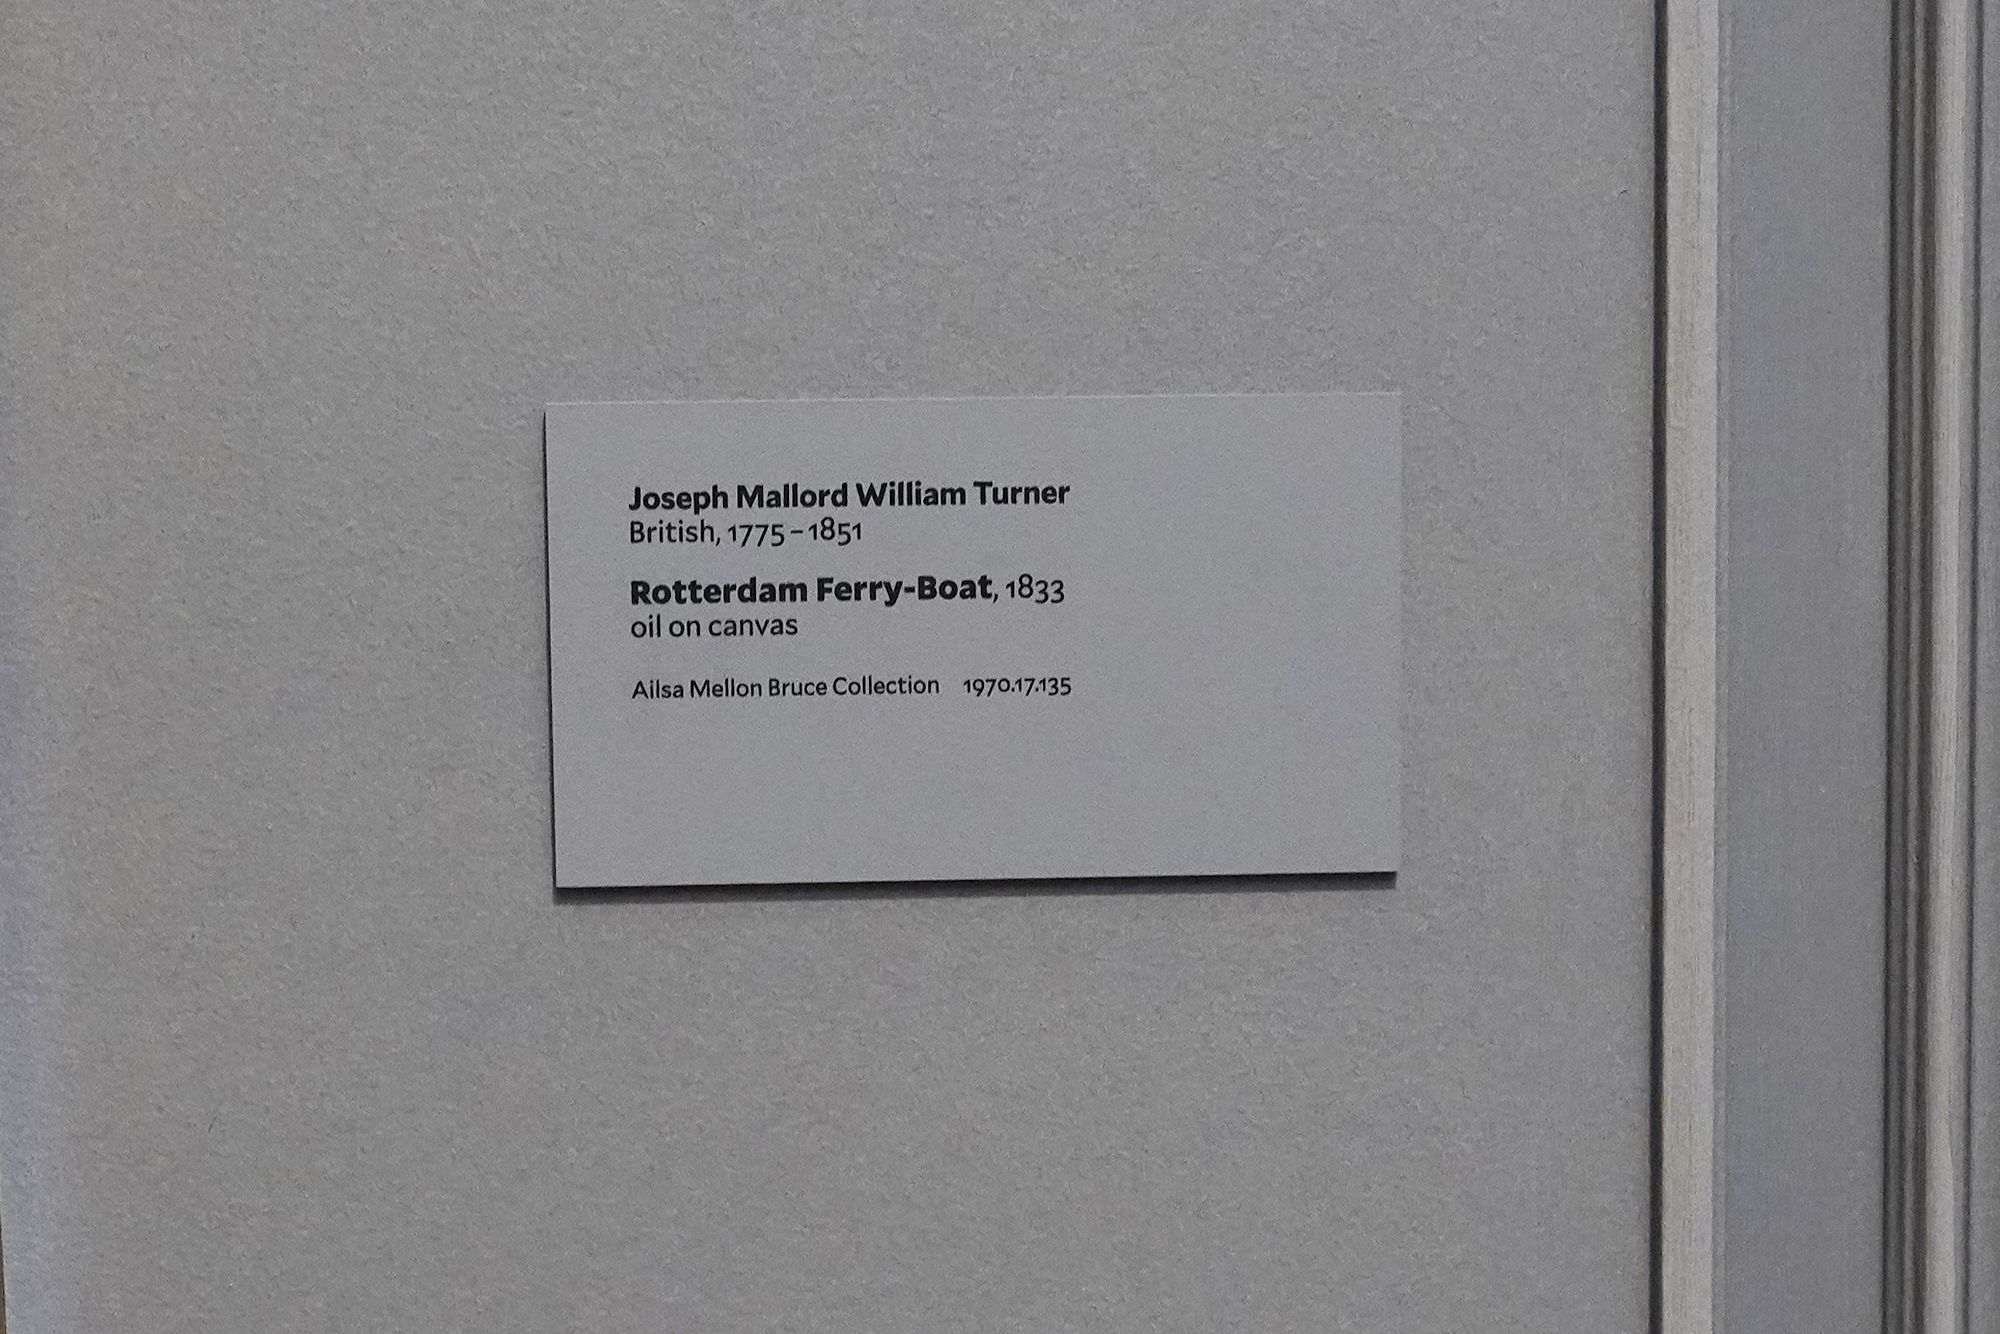 Joseph Mallord William Turner
British, 1775–1851
Rotterdam Ferry-Boat, 1833
oil on canvas
Ailsa Mellon Bruce Collection 1970.17.135